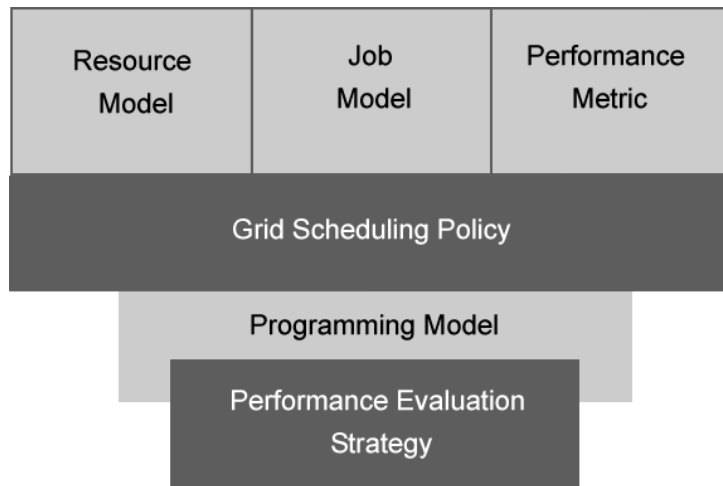 Resource
Model
Job
Model
Performance
Metric
Grid Scheduling Policy
Programming Model
Performance Evaluation
Strategy